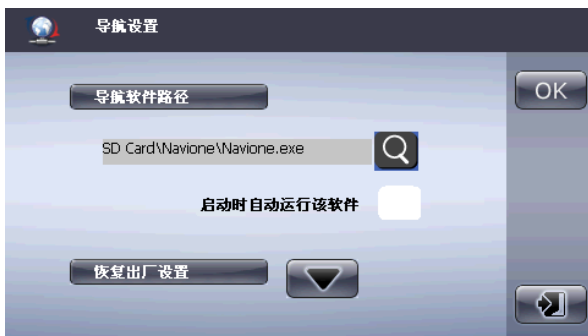 导航设置
导航软件路径
OK
SD Card\Navione\Navione.exe
启动时自动运行该软件
恢复出厂设置